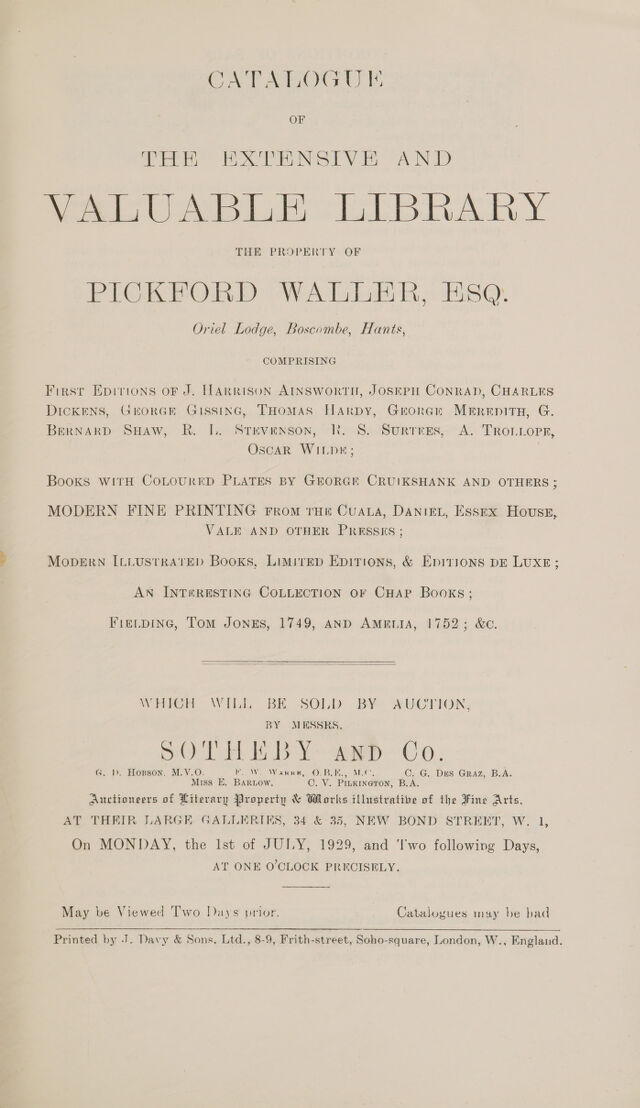 CATALOGUE
OF
THE EXTENSIVE AND
VALUABLE LIBRARY
THE PROPERTY OF
PICKFORD WALLER, ESQ.
Oriel Lodge, Boscombe, Hants,
COMPRISING
First Editions of J. Harrison Ainsworth, Joseph Conrad, Charles
Dickens, George Gissing, Thomas Hardy, George Meredith, G.
Bernard Shaw, R. L. Stevenson, R. S. Surtees, A. Trollope,
Oscar Wilde;
Books with Coloured Plates by George Cruikshank and others;
MODERN FINE PRINTING from the Cuala, Daniel, Essex House,
Vale and other Presses;
Modern Illustrated Books, Limited Editions, & Editions de Luxe;
An Interesting Collection of Chap Books;
Fielding, Tom Jones, 1749, and Amelia, 1752; &c.
WHICH WILL BE SOLD BY AUCTION,
BY MESSRS.
SOTHEBY AND Co.
G. D. Hobson, M.V.O. F. W. Warre, O.B.E., M.C. C. G. Des Graz, B.A.
Miss E. Barlow. C. V. Pilkington, B.A.
Auctioneers of Literary Property & Works illustrative of the Fine Arts,
AT THEIR LARGE GALLERIES, 34 & 35, NEW BOND STREET, W. 1,
On MONDAY, the 1st of JULY, 1929, and Two following Days,
AT ONE O'CLOCK PRECISELY.
May be Viewed Two Days prior. Catalogues may be had
Printed by J. Davy & Sons, Ltd., 8-9, Frith-street, Soho-square, London, W., England.